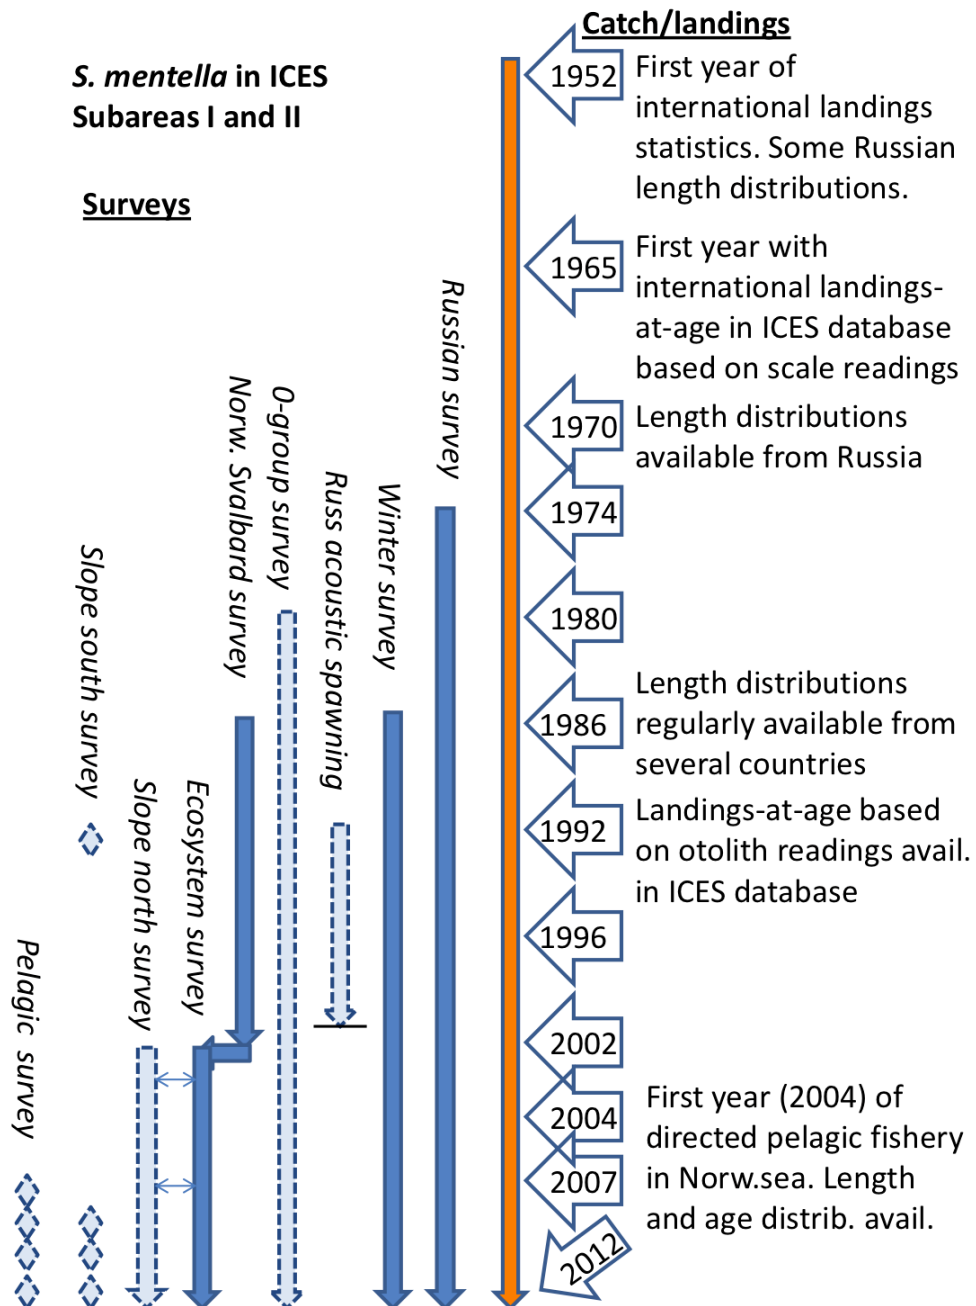 S. mentella in ICES
Subareas I and II
Surveys
Catch/landings
1952
First year of
international landings
statistics. Some Russian
length distributions.
1965
First year with
international landings-
at-age in ICES database
based on scale readings
1970
Length distributions
available from Russia
1974
1980
1986
Length distributions
regularly available from
several countries
1992
Landings-at-age based
on otolith readings avail.
in ICES database
1996
2002
2004
First year (2004) of
directed pelagic fishery
in Norw.sea. Length
and age distrib. avail.
2007
2012
Pelagic survey
Slope south survey
Slope north survey
Ecosystem survey
Norw. Svalbard survey
0-group survey
Russ acoustic spawning
Winter survey
Russian survey